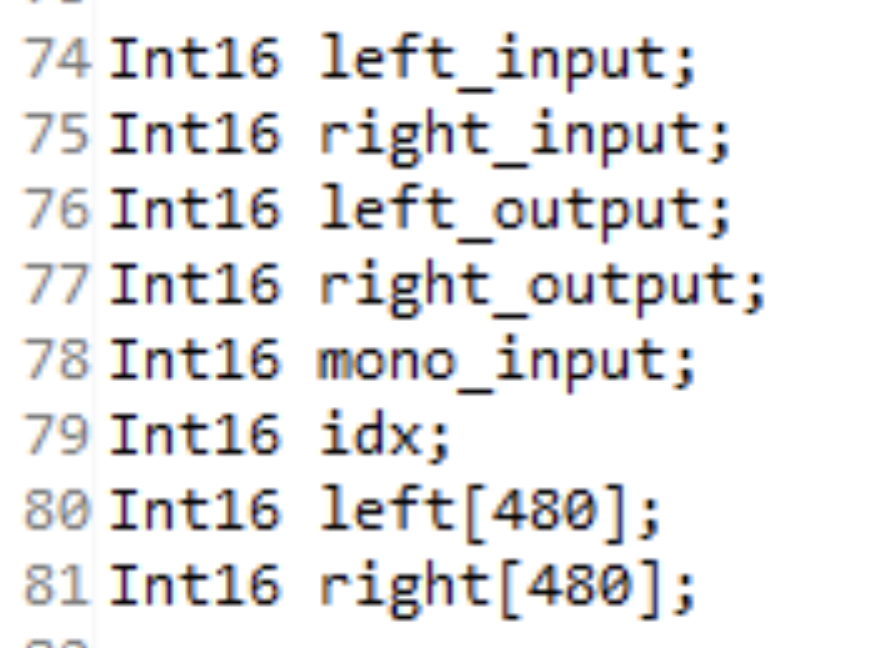 74 Int16 left_input;
75 Int16 right_input;
76 Int16 left_output;
77 Int16 right_output;
78 Int16 mono_input;
79 Int16 idx;
80 Int16 left[480];
81 Int16 right[480];